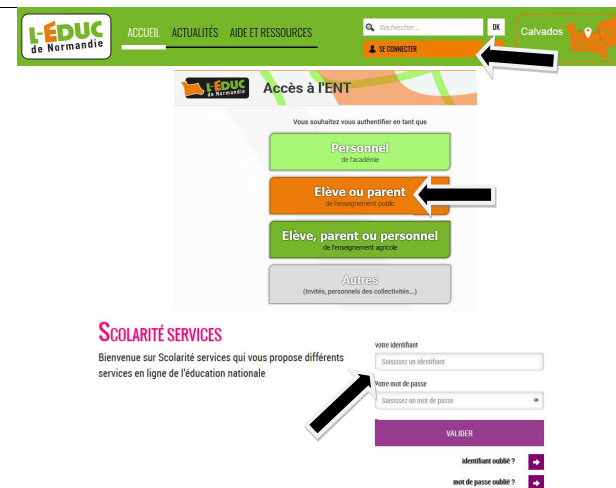 L-ÉDUC
de Normandie
ACCUEIL ACTUALITÉS AIDE ET RESSOURCES
Rechercher... OK
SE CONNECTER
Calvados
L-ÉDUC
de Normandie
Accès à l'ENT
Vous souhaitez vous authentifier en tant que
Personnel
de l'académie
Elève ou parent
de l'enseignement public
Elève, parent ou personnel
de l'enseignement agricole
Autres
(Invités, personnels des collectivités...)
SCOLARITÉ SERVICES
Bienvenue sur Scolarité services qui vous propose différents
services en ligne de l'éducation nationale
votre identifiant
Saisissez un identifiant
Votre mot de passe
Saisissez un mot de passe
VALIDER
identifiant oublié ?
mot de passe oublié ?